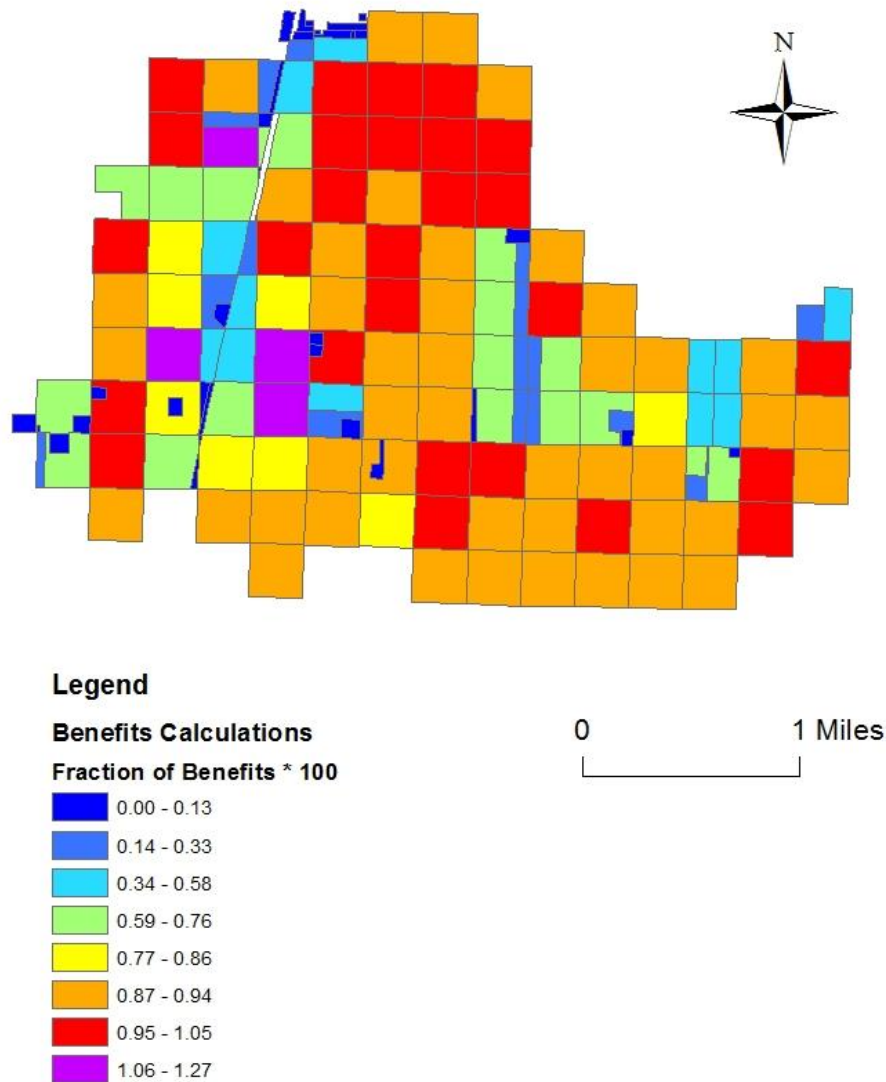 N
Legend
Benefits Calculations
0 1 Miles
Fraction of Benefits * 100
0.00 - 0.13
0.14 - 0.33
0.34 - 0.58
0.59 - 0.76
0.77 - 0.86
0.87 - 0.94
0.95 - 1.05
1.06 - 1.27